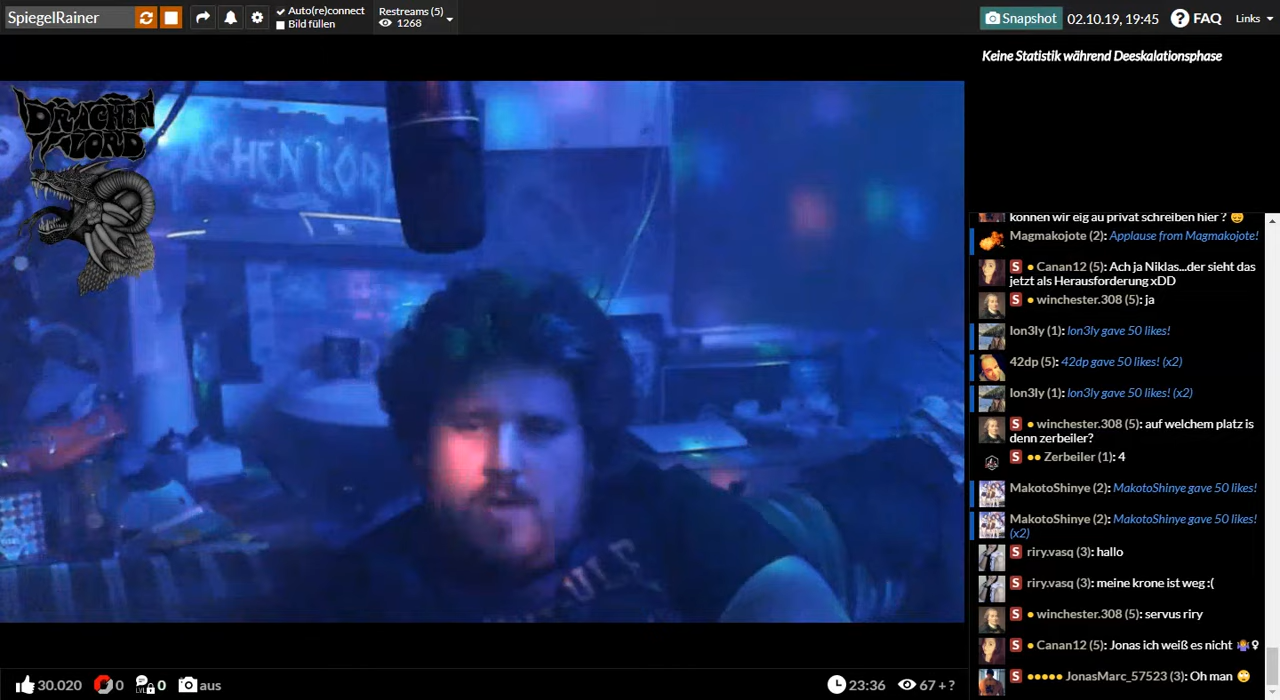 SpiegelRainer
Auto(re)connect
Bild füllen
Restreams (5)
1268
Snapshot
02.10.19, 19:45
FAQ
Links
Keine Statistik während Deeskalationsphase
DRACHEN
LORD
DRACHEN LORD
können wir eig au privat schreiben hier ? 😔
Magmakojote (2): Applause from Magmakojote!
S Canan12 (5): Ach ja Niklas...der sieht das
jetzt als Herausforderung xDD
S winchester.308 (5): ja
lon3ly (1): lon3ly gave 50 likes!
42dp (5): 42dp gave 50 likes! (x2)
lon3ly (1): lon3ly gave 50 likes! (x2)
S winchester.308 (5): auf welchem platz is
denn zerbeiler?
S Zerbeiler (1): 4
MakotoShinye (2): MakotoShinye gave 50 likes!
MakotoShinye (2): MakotoShinye gave 50 likes!
(x2)
S riry.vasq (3): hallo
S riry.vasq (3): meine krone ist weg :(
S winchester.308 (5): servus riry
S Canan12 (5): Jonas ich weiß es nicht 🤷♀
S JonasMarc_57523 (3): Oh man 🙄
30.020
0
LVL
0
aus
23:36
67 + ?